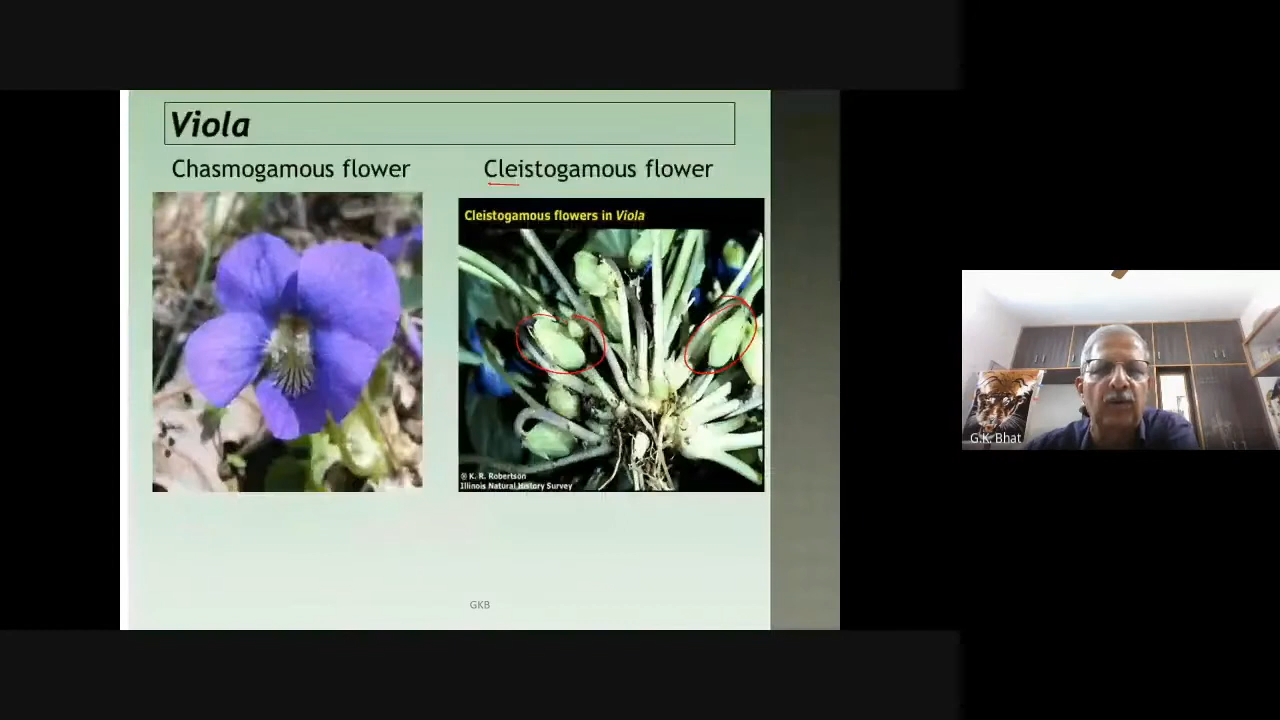 Viola
Chasmogamous flower
Cleistogamous flower
Cleistogamous flowers in Viola
© K. R. Robertson
Illinois Natural History Survey
GKB
G.K. Bhat